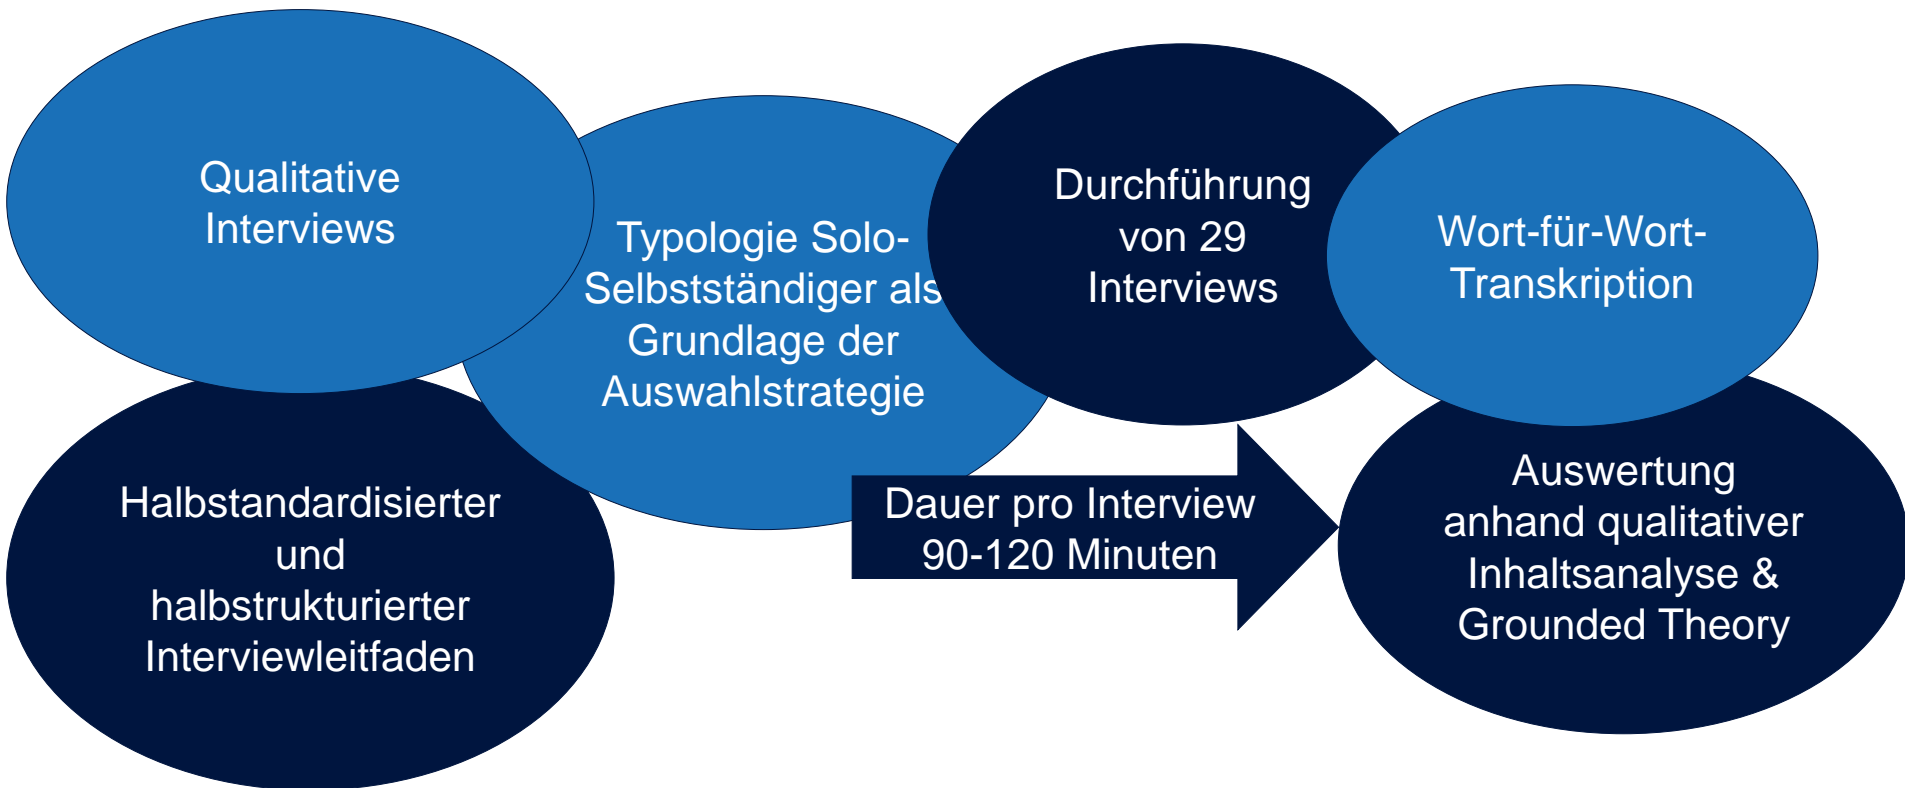 Qualitative
Interviews
Halbstandardisierter
und
halbstrukturierter
Interviewleitfaden
Typologie Solo-
Selbstständiger als
Grundlage der
Auswahlstrategie
Durchführung
von 29
Interviews
Dauer pro Interview
90-120 Minuten
Wort-für-Wort-
Transkription
Auswertung
anhand qualitativer
Inhaltsanalyse &
Grounded Theory